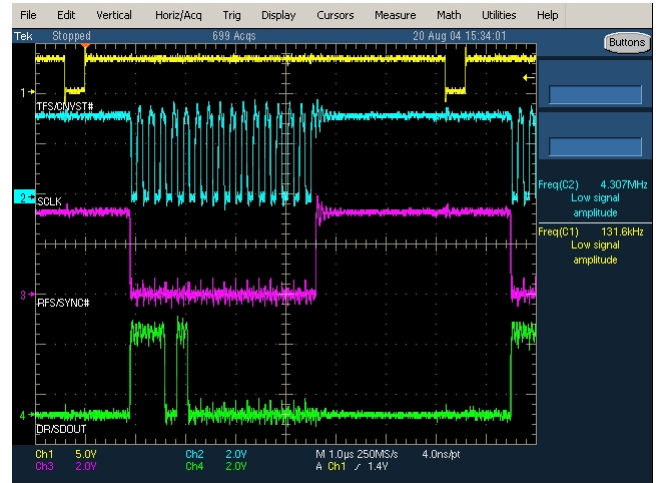 File Edit Vertical Horiz/Acq Trig Display Cursors Measure Math Utilities Help
Tek Stopped 699 Acqs 20 Aug 04 15:34:01
Buttons
1
TFS/CNVST#
2
SCLK
Freq(C2) 4.307MHz
Low signal
amplitude
Freq(C1) 131.6kHz
Low signal
amplitude
3
RFS/SYNC#
4
DR/SDOUT
Ch1 5.0V Ch2 2.0V M 1.0µs 250MS/s 4.0ns/pt
Ch3 2.0V Ch4 2.0V A Ch1 ∕ 1.4V